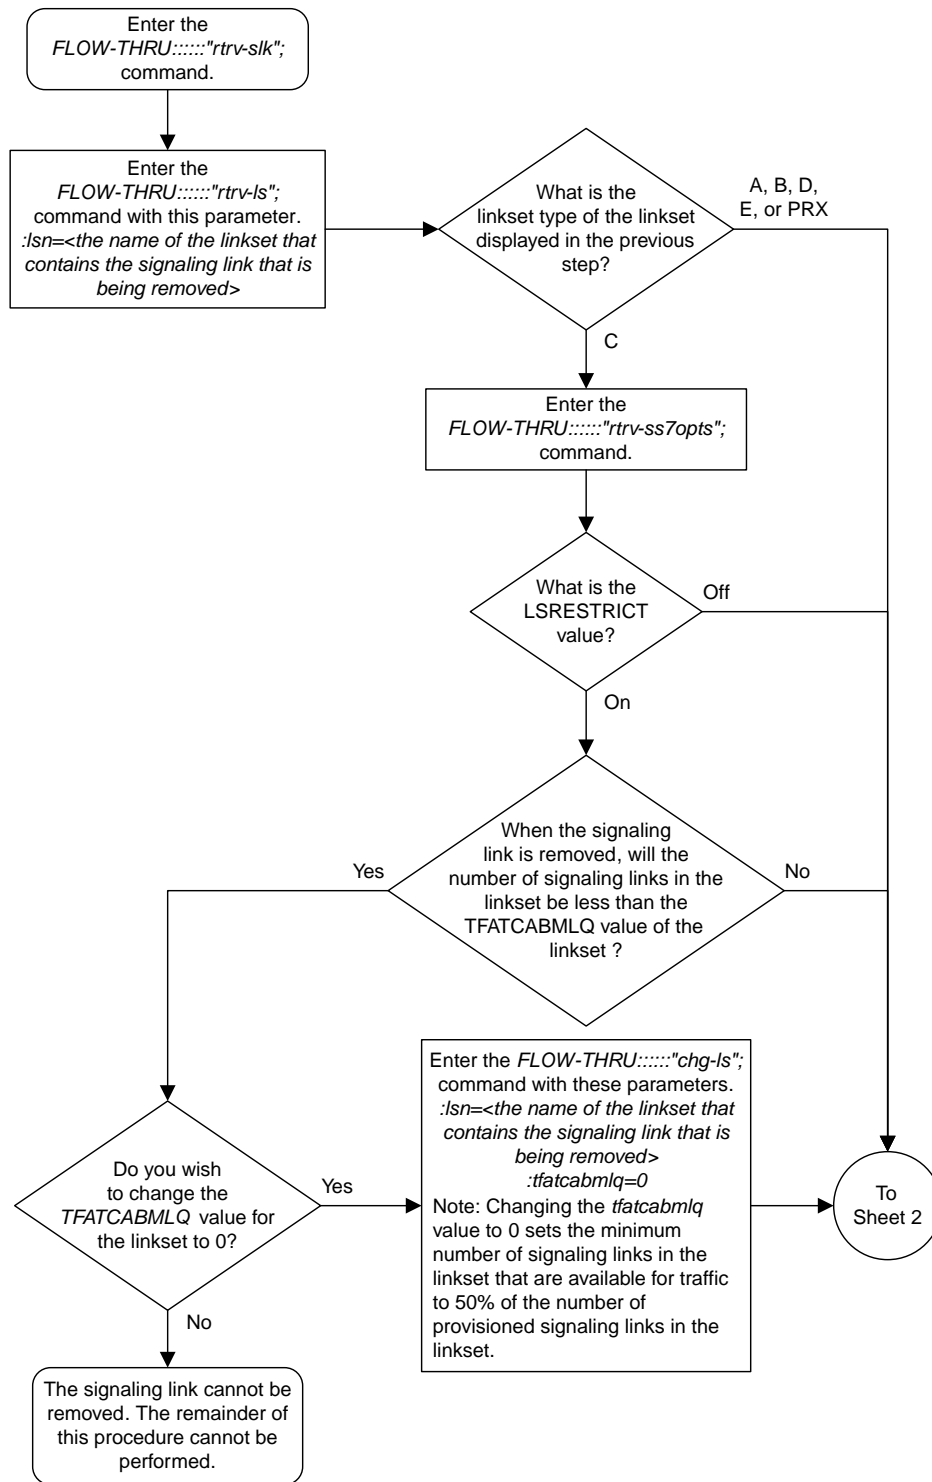 Enter the
FLOW-THRU::::::"rtrv-slk";
command.
Enter the
FLOW-THRU::::::"rtrv-ls";
command with this parameter.
:lsn=<the name of the linkset that
contains the signaling link that is
being removed>
What is the
linkset type of the linkset
displayed in the previous
step?
A, B, D,
E, or PRX
C
Enter the
FLOW-THRU::::::"rtrv-ss7opts";
command.
What is the
LSRESTRICT
value?
Off
On
When the signaling
link is removed, will the
number of signaling links in the
linkset be less than the
TFATCABMLQ value of the
linkset ?
Yes
No
Do you wish
to change the
TFATCABMLQ value for
the linkset to 0?
Yes
No
Enter the FLOW-THRU::::::"chg-ls";
command with these parameters.
:lsn=<the name of the linkset that
contains the signaling link that is
being removed>
:tfatcabmlq=0
Note: Changing the tfatcabmlq
value to 0 sets the minimum
number of signaling links in the
linkset that are available for traffic
to 50% of the number of
provisioned signaling links in the
linkset.
To
Sheet 2
The signaling link cannot be
removed. The remainder of
this procedure cannot be
performed.